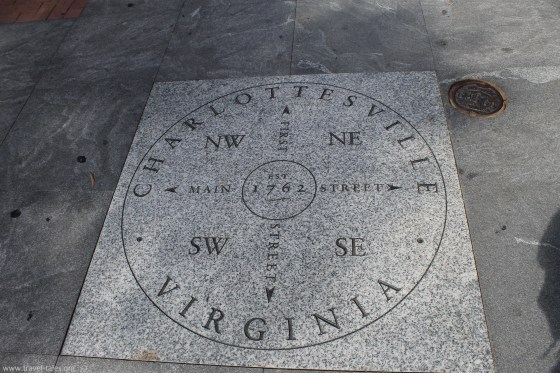 CHARLOTTESVILLE
NW
FIRST
NE
MAIN
EST.
1762
STREET
SW
STREET
SE
VIRGINIA